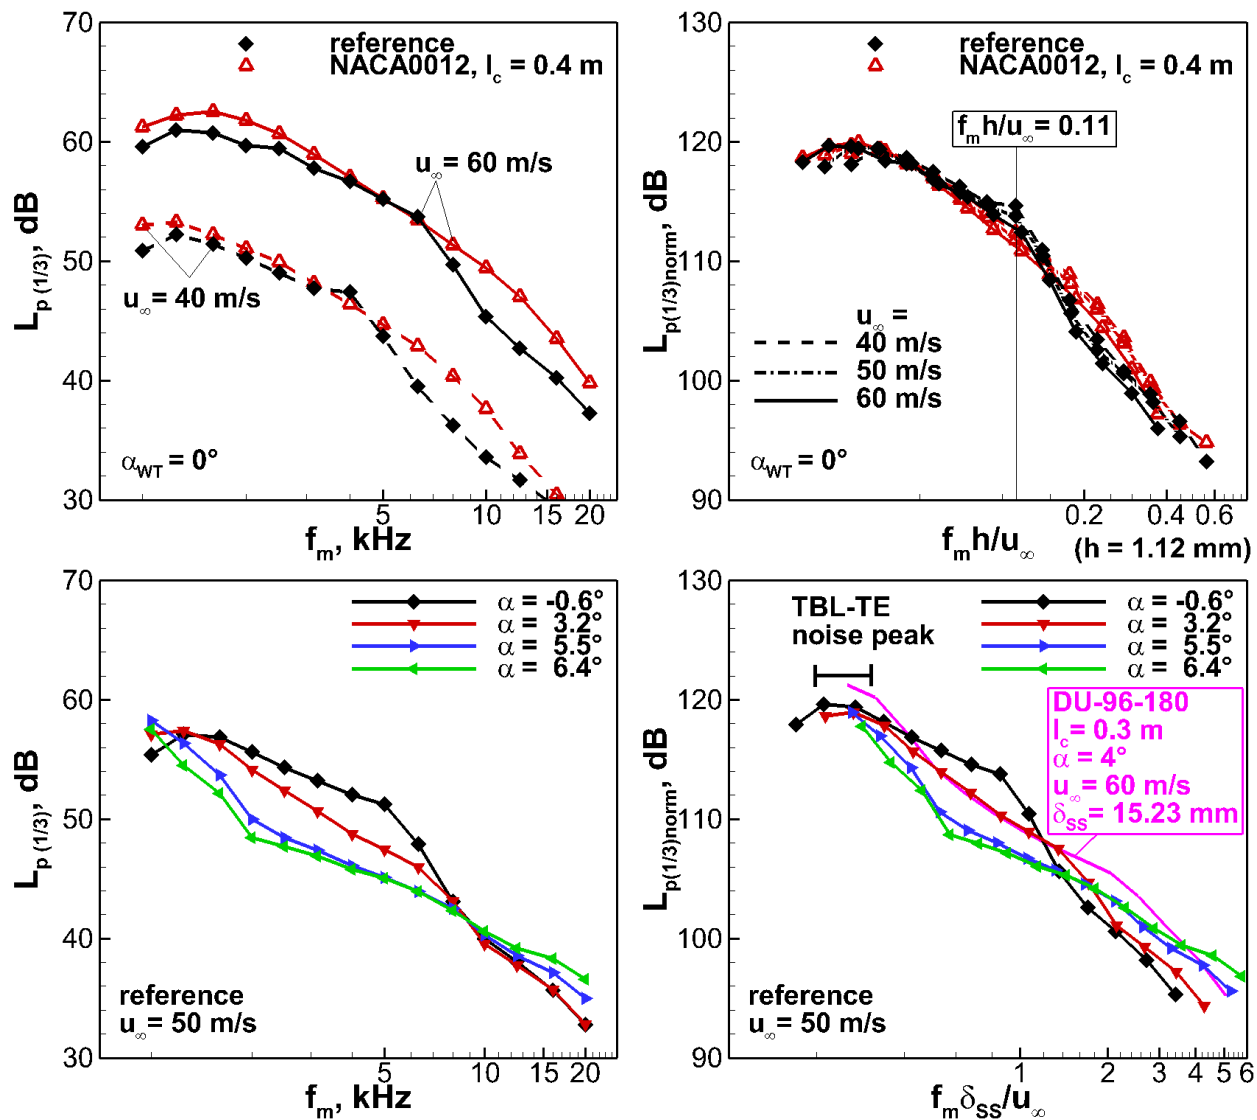 70
60
50
40
30
L_p (1/3), dB
reference
NACA0012, l_c = 0.4 m
u_∞ = 60 m/s
u_∞ = 40 m/s
α_WT = 0°
5 10 15 20
f_m, kHz
130
120
110
100
90
L_p(1/3)norm, dB
reference
NACA0012, l_c = 0.4 m
f_m h/u_∞ = 0.11
u_∞ =
40 m/s
50 m/s
60 m/s
α_WT = 0°
0.2 0.4 0.6
f_m h/u_∞ (h = 1.12 mm)
70
60
50
40
30
L_p (1/3), dB
α = -0.6°
α = 3.2°
α = 5.5°
α = 6.4°
reference
u_∞ = 50 m/s
5 10 15 20
f_m, kHz
130
120
110
100
90
L_p(1/3)norm, dB
TBL-TE
noise peak
α = -0.6°
α = 3.2°
α = 5.5°
α = 6.4°
DU-96-180
l_c = 0.3 m
α = 4°
u_∞ = 60 m/s
δ_SS = 15.23 mm
reference
u_∞ = 50 m/s
1 2 3 4 5 6
f_m δ_SS/u_∞